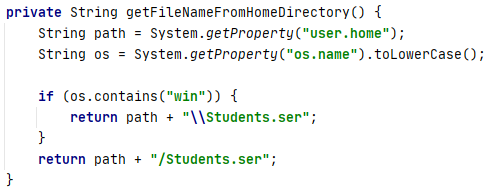 private String getFileNameFromHomeDirectory() {
    String path = System.getProperty("user.home");
    String os = System.getProperty("os.name").toLowerCase();

    if (os.contains("win")) {
        return path + "\\Students.ser";
    }
    return path + "/Students.ser";
}